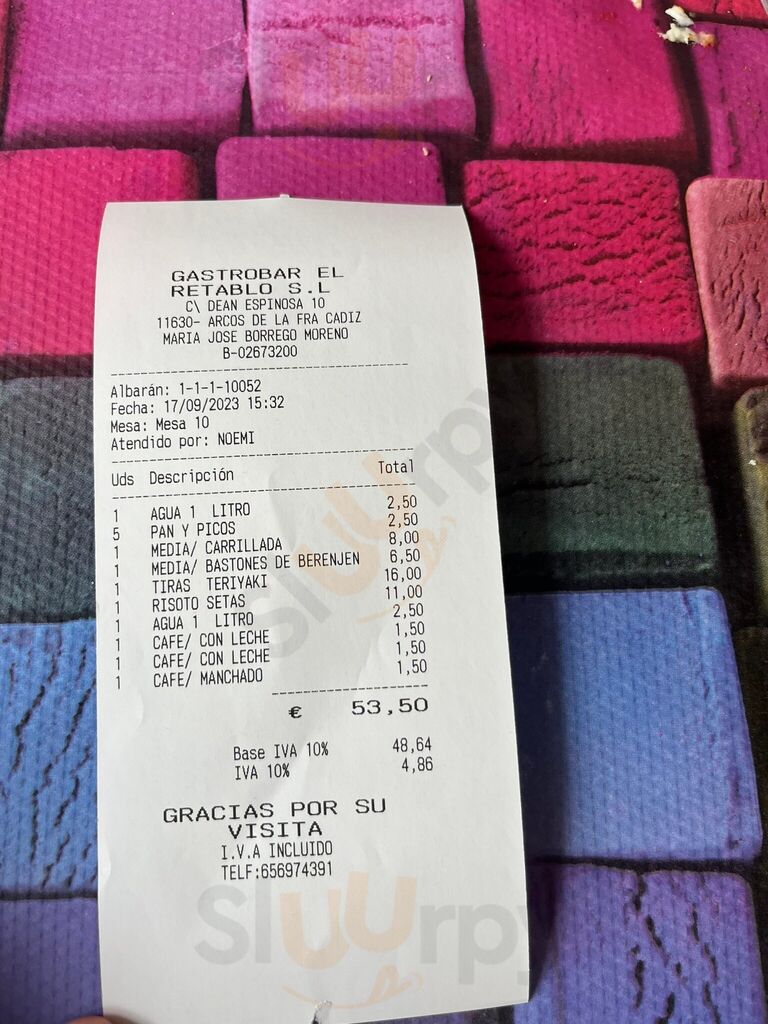 GASTROBAR EL
RETABLO S.L
C\ DEAN ESPINOSA 10
11630- ARCOS DE LA FRA CADIZ
MARIA JOSE BORREGO MORENO
B-02673200
Albarán: 1-1-1-10052
Fecha: 17/09/2023 15:32
Mesa: Mesa 10
Atendido por: NOEMI
Uds Descripción Total
1 AGUA 1 LITRO 2,50
5 PAN Y PICOS 2,50
1 MEDIA/ CARRILLADA 8,00
1 MEDIA/ BASTONES DE BERENJEN 6,50
1 TIRAS TERIYAKI 16,00
1 RISOTO SETAS 11,00
1 AGUA 1 LITRO 2,50
1 CAFE/ CON LECHE 1,50
1 CAFE/ CON LECHE 1,50
1 CAFE/ MANCHADO 1,50
€ 53,50
Base IVA 10% 48,64
IVA 10% 4,86
GRACIAS POR SU
VISITA
I.V.A INCLUIDO
TELF:656974391
Sluurpy
Sluurpy